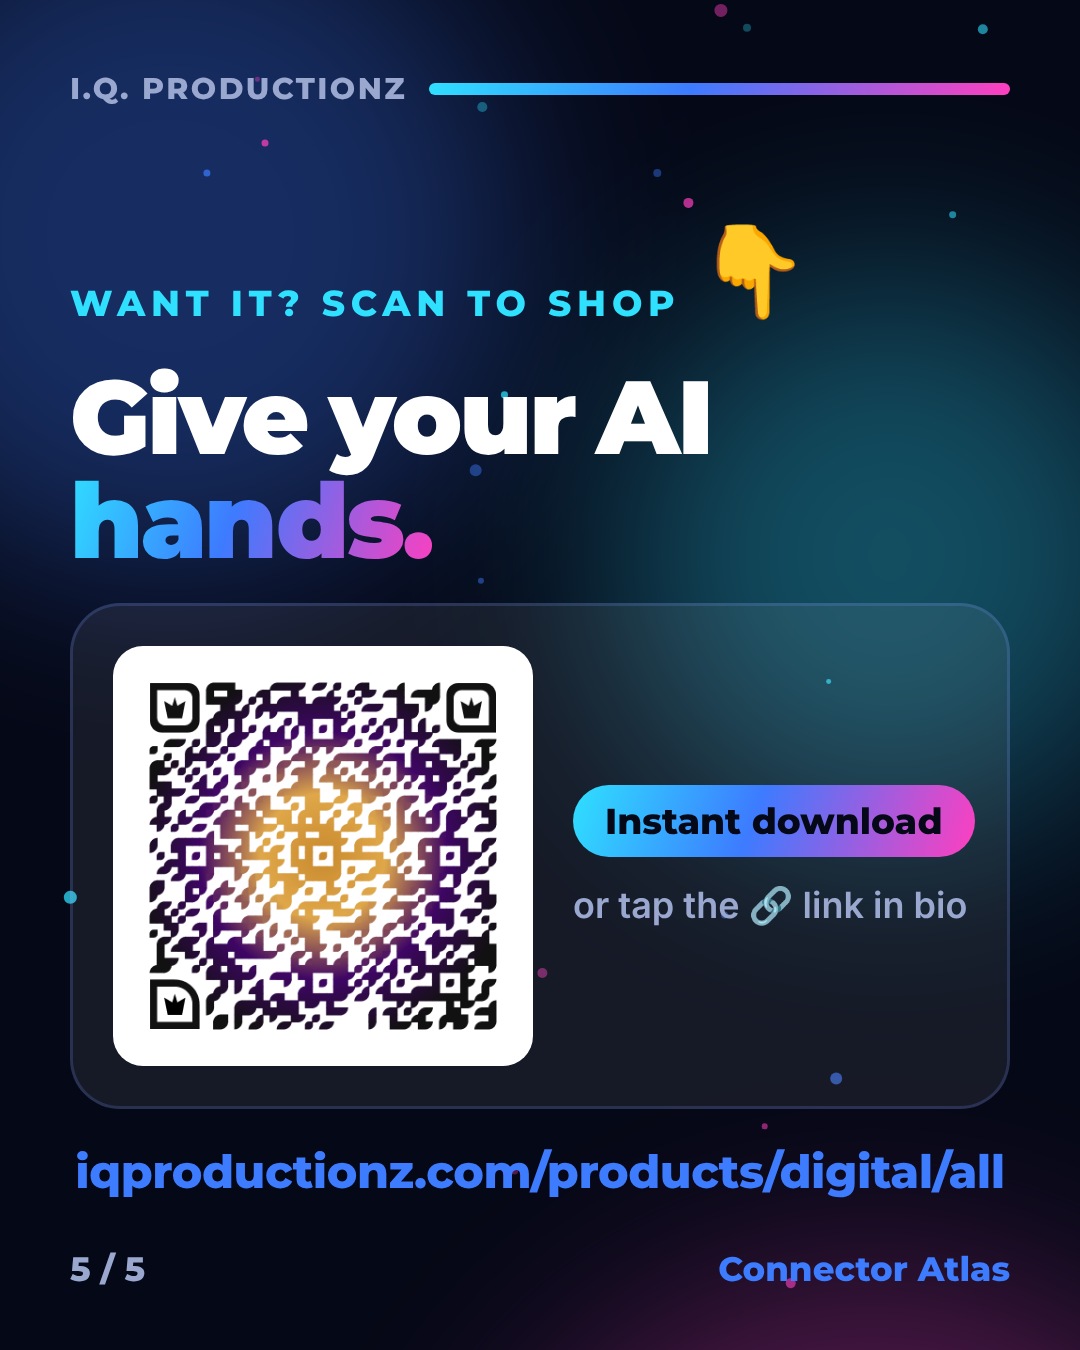 I.Q. PRODUCTIONZ
WANT IT? SCAN TO SHOP 👇
Give your AI
hands.
Instant download
or tap the 🔗 link in bio
iqproductionz.com/products/digital/all
5 / 5
Connector Atlas